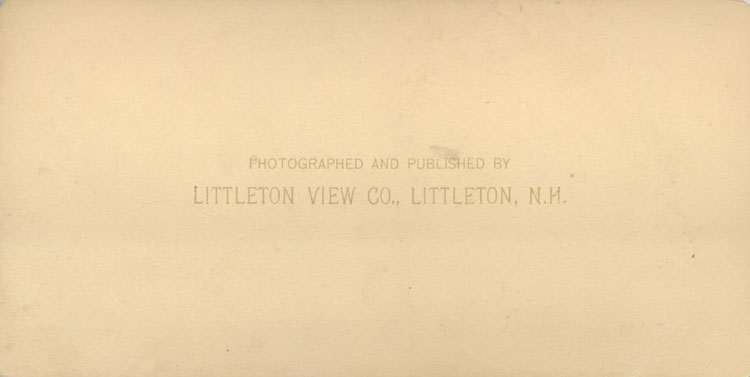 PHOTOGRAPHED AND PUBLISHED BY
LITTLETON VIEW CO., LITTLETON, N.H.